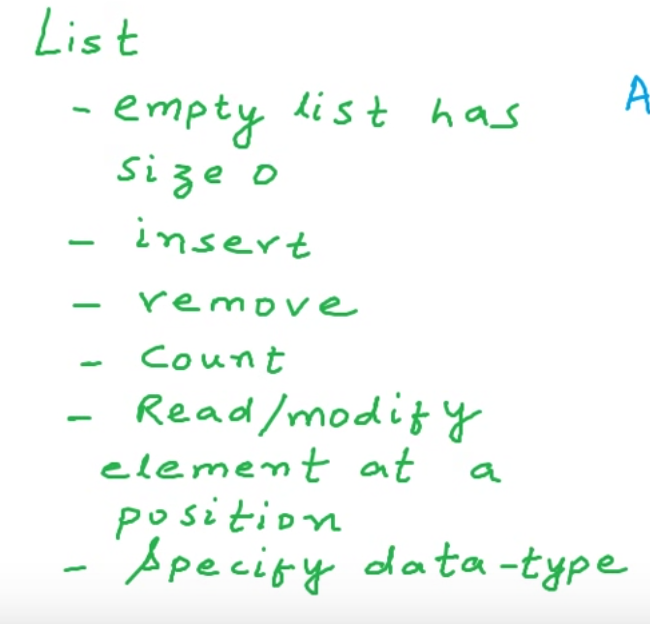 List
- empty list has A
size 0
- insert
- remove
- Count
- Read/modify
element at a
position
- Specify data-type